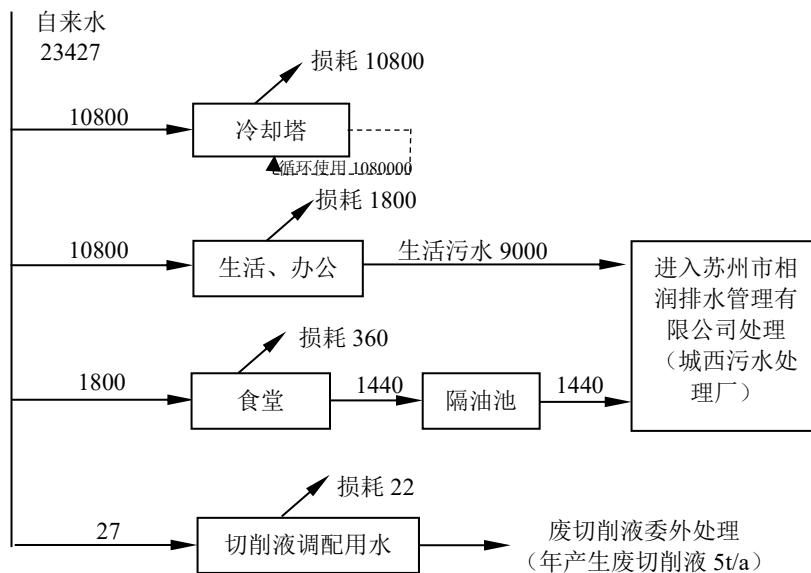 自来水
23427
损耗 10800
10800
冷却塔
循环使用 1080000
损耗 1800
10800
生活、办公
生活污水 9000
进入苏州市相
润排水管理有
限公司处理
（城西污水处
理厂）
损耗 360
1800
食堂
1440
隔油池
1440
损耗 22
27
切削液调配用水
废切削液委外处理
（年产生废切削液 5t/a）